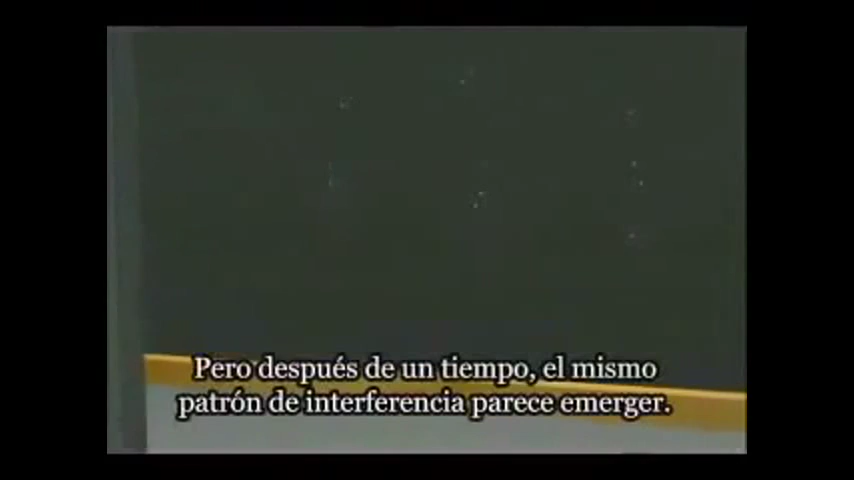 Pero después de un tiempo, el mismo
patrón de interferencia parece emerger.